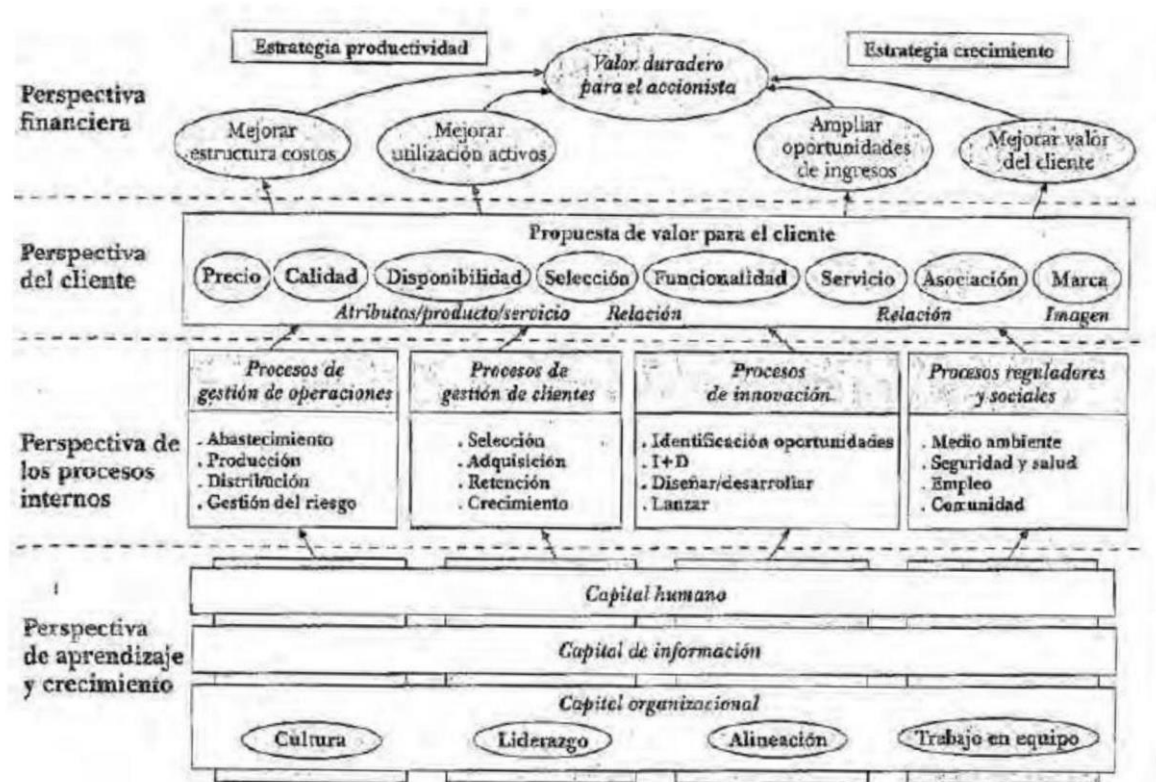 Estrategia productividad
Estrategia crecimiento
Valor duradero
para el accionista
Perspectiva
financiera
Mejorar
estructura costos
Mejorar
utilización activos
Ampliar
oportunidades
de ingresos
Mejorar valor
del cliente
Propuesta de valor para el cliente
Perspectiva
del cliente
Precio
Calidad
Disponibilidad
Selección
Funcionalidad
Servicio
Asociación
Marca
Atributos/producto/servicio
Relación
Relación
Imagen
Perspectiva de
los procesos
internos
Procesos de
gestión de operaciones
. Abastecimiento
. Producción
. Distribución
. Gestión del riesgo
Procesos de
gestión de clientes
. Selección
. Adquisición
. Retención
. Crecimiento
Procesos
de innovación
. Identificación oportunidades
. I+D
. Diseñar/desarrollar
. Lanzar
Procesos reguladores
y sociales
. Medio ambiente
. Seguridad y salud
. Empleo
. Comunidad
Perspectiva
de aprendizaje
y crecimiento
Capital humano
Capital de información
Capital organizacional
Cultura
Liderazgo
Alineación
Trabajo en equipo